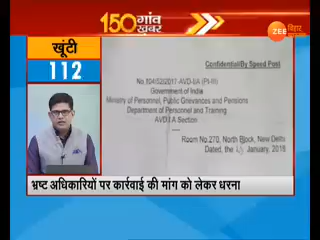 150 गांव खबर
ZEE बिहार
खूंटी
112
Confidential/By Speed Post
Government of India
Ministry of Personnel, Public Grievances and Pensions
Department of Personnel and Training
AVD.IIA Section
Room No.270, North Block, New Delhi
Dated, the January, 2018
भ्रष्ट अधिकारियों पर कार्रवाई की मांग को लेकर धरना